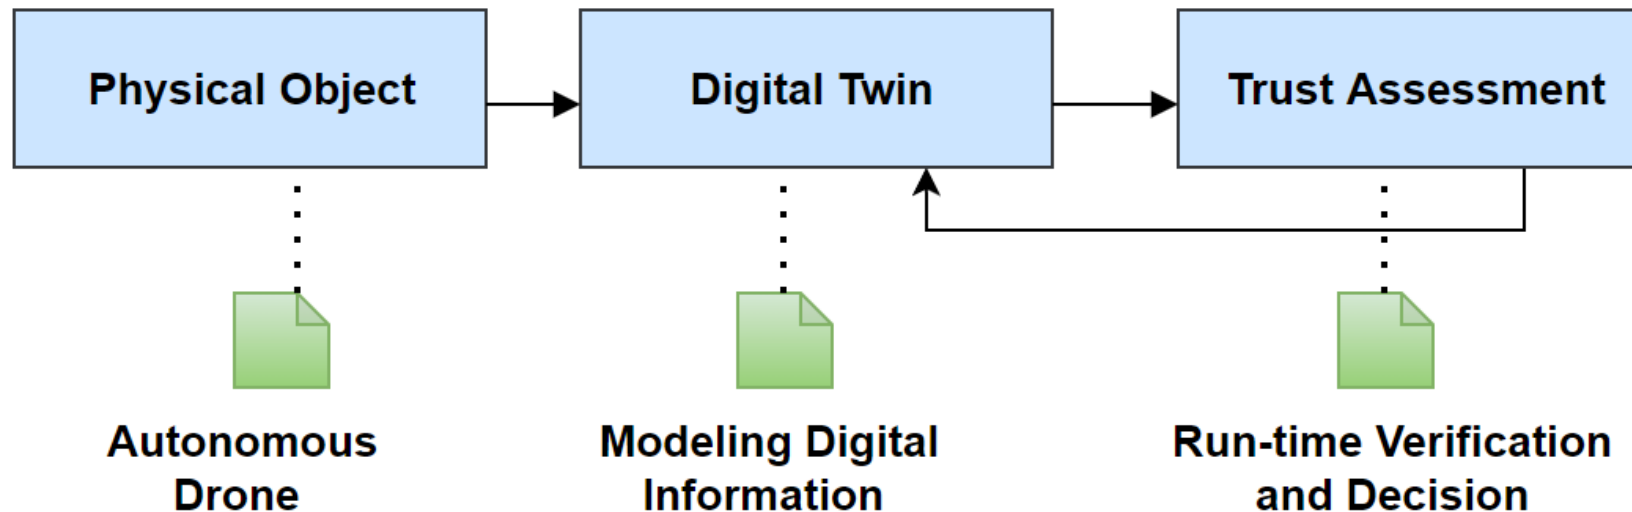 Physical Object
Digital Twin
Trust Assessment
Autonomous
Drone
Modeling Digital
Information
Run-time Verification
and Decision